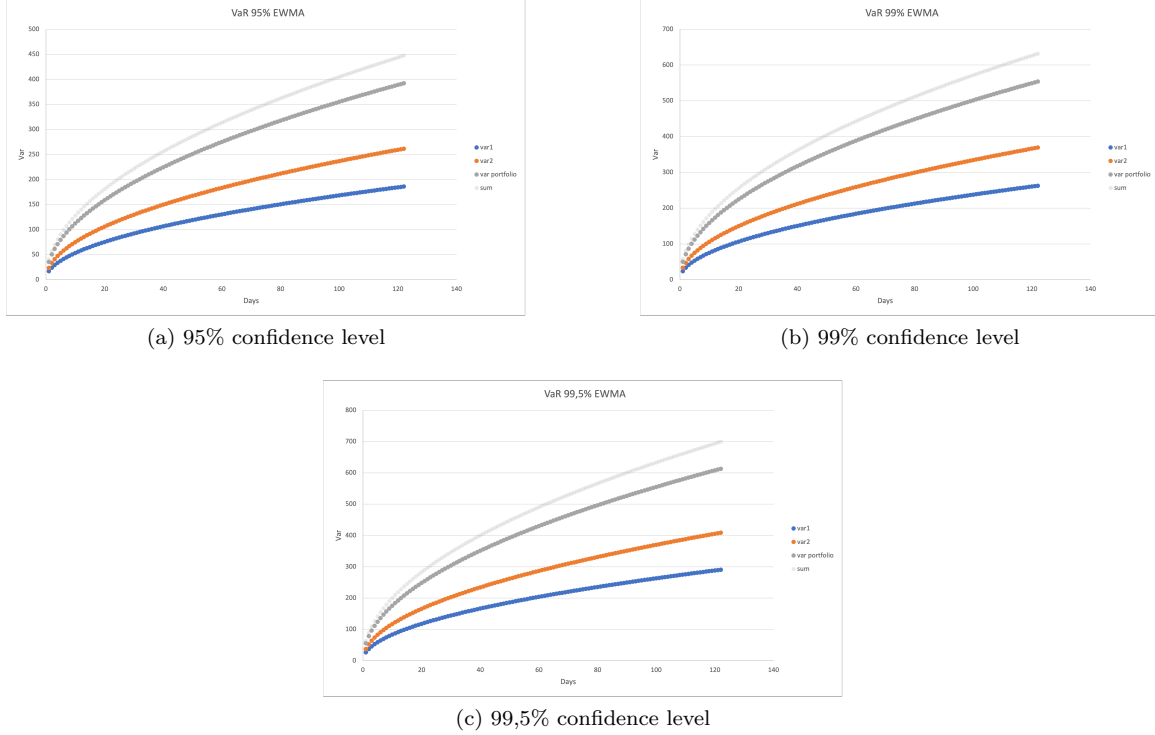 VaR 95% EWMA
500
450
400
350
300
250
200
150
100
50
0
Var
0 20 40 60 80 100 120 140
Days
var1
var2
var portfolio
sum
(a) 95% confidence level
VaR 99% EWMA
700
600
500
400
300
200
100
0
Var
0 20 40 60 80 100 120 140
Days
var1
var2
var portfolio
sum
(b) 99% confidence level
VaR 99,5% EWMA
800
700
600
500
400
300
200
100
0
Var
0 20 40 60 80 100 120 140
Days
var1
var2
var portfolio
sum
(c) 99,5% confidence level